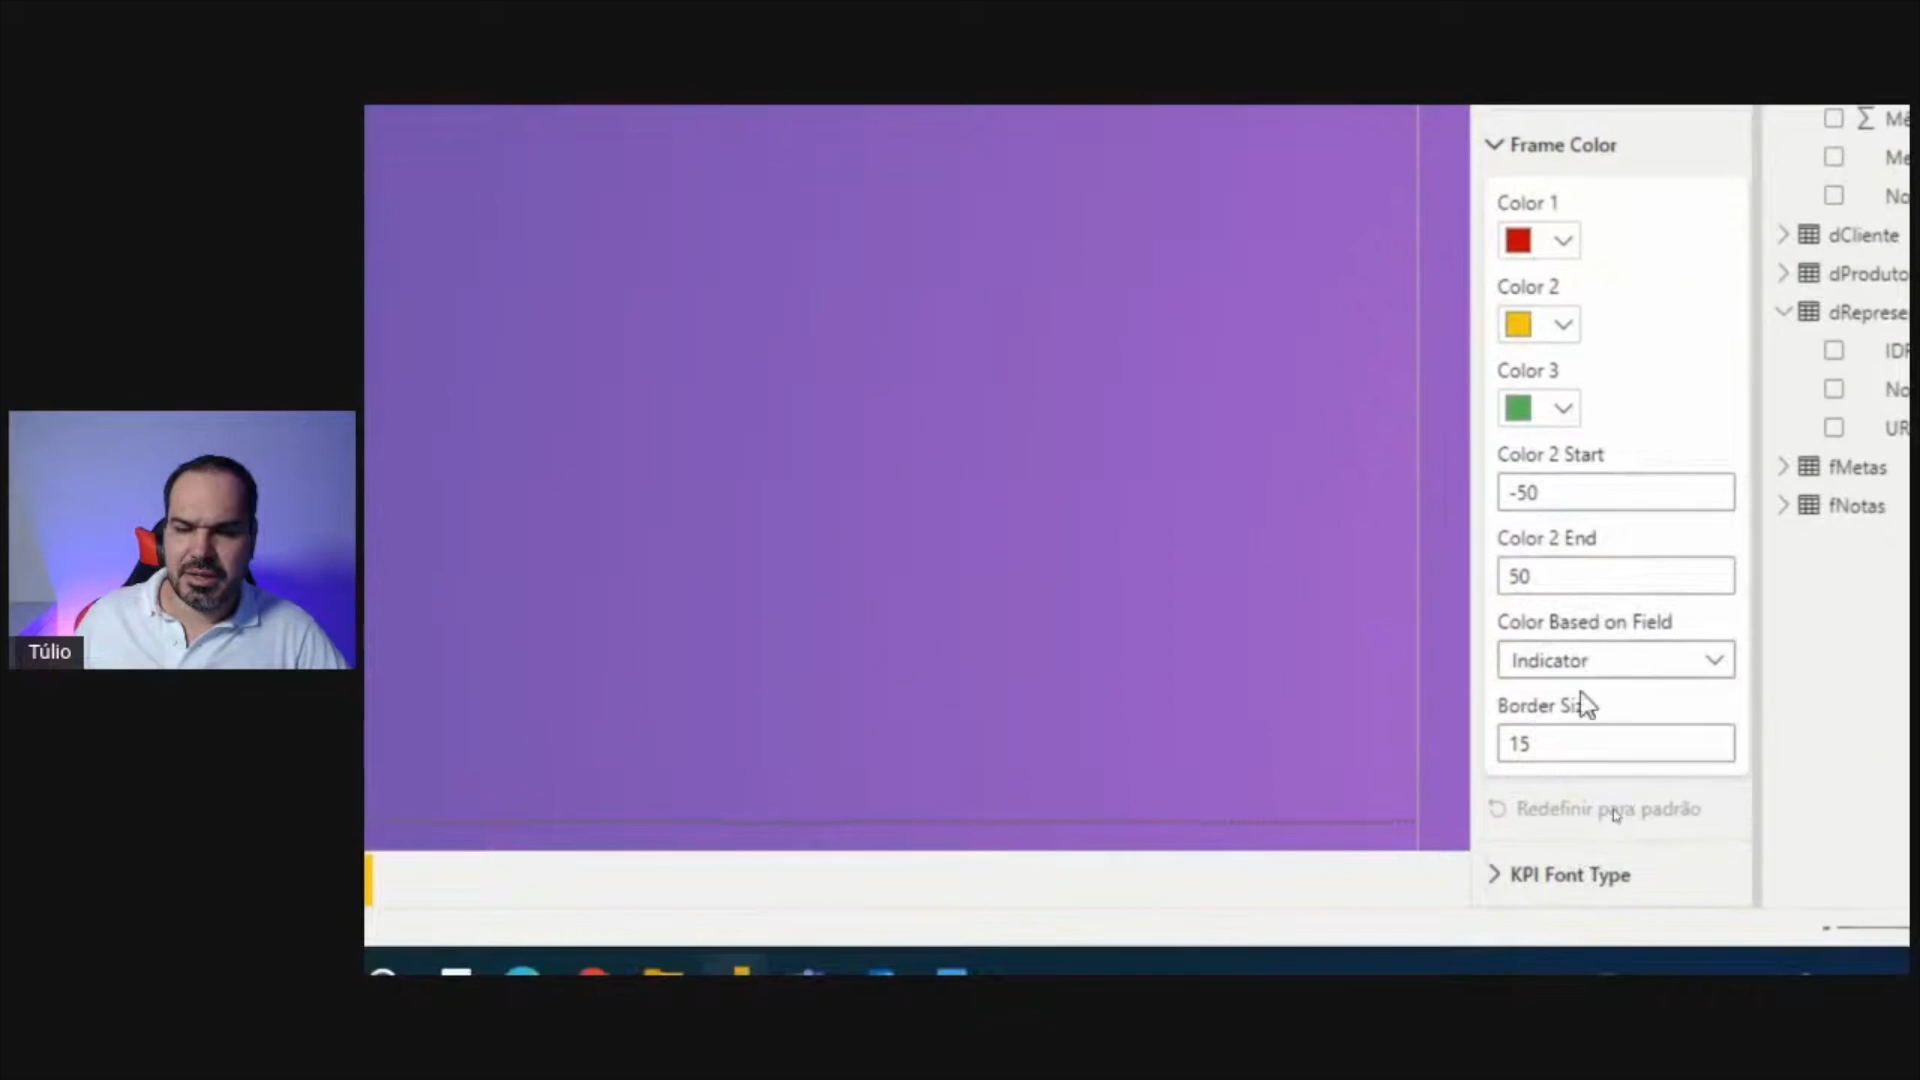 Túlio
Frame Color
Color 1
Color 2
Color 3
Color 2 Start
-50
Color 2 End
50
Color Based on Field
Indicator
Border
15
Redefinir para padrão
KPI Font Type
dCliente
dProduto
fMetas
fNotas